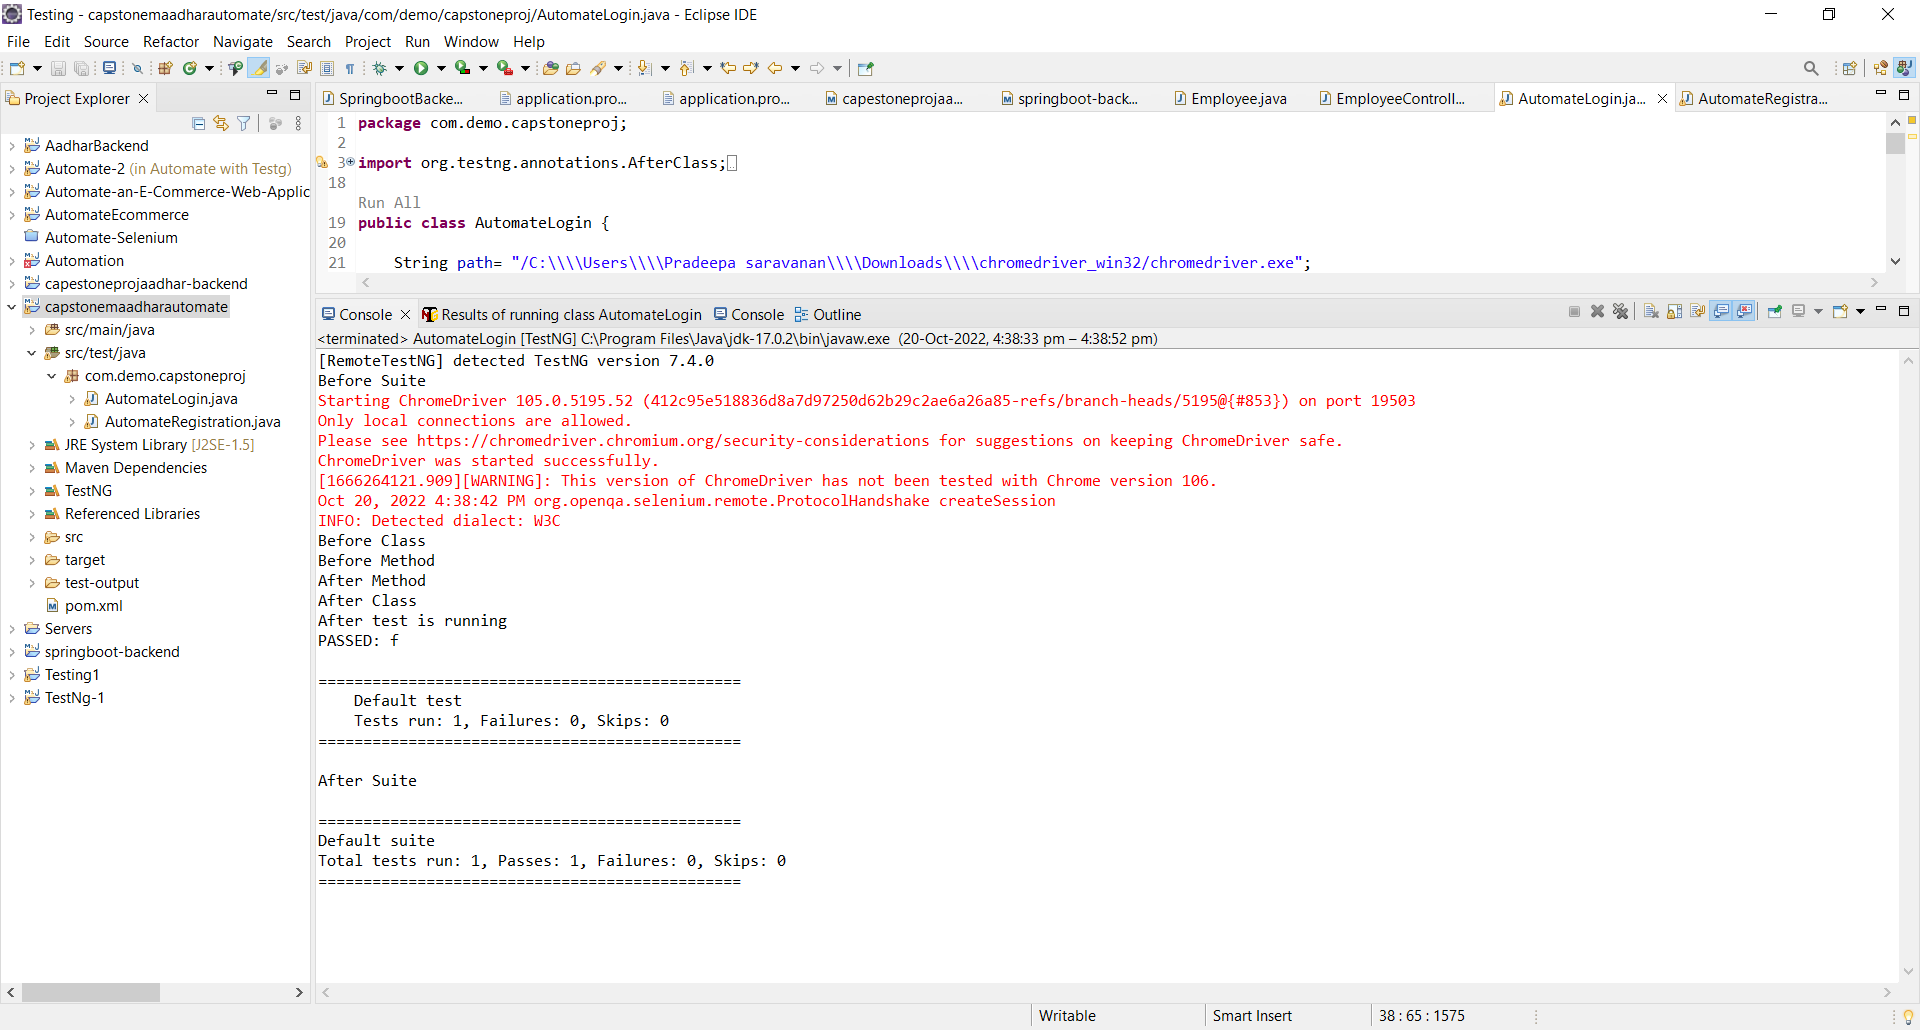 Testing - capstonemaadharautomate/src/test/java/com/demo/capstoneproj/AutomateLogin.java - Eclipse IDE
File Edit Source Refactor Navigate Search Project Run Window Help
Project Explorer
AadharBackend
Automate-2 (in Automate with Testg)
Automate-an-E-Commerce-Web-Applic
AutomateEcommerce
Automate-Selenium
Automation
capestoneprojaadhar-backend
capstonemaadharautomate
src/main/java
src/test/java
com.demo.capstoneproj
AutomateLogin.java
AutomateRegistration.java
JRE System Library [J2SE-1.5]
Maven Dependencies
TestNG
Referenced Libraries
src
target
test-output
pom.xml
Servers
springboot-backend
Testing1
TestNg-1
SpringbootBacke... application.pro... application.pro... capestoneprojaa... springboot-back... Employee.java EmployeeControll... AutomateLogin.ja... AutomateRegistra...
1 package com.demo.capstoneproj;
2
3 import org.testng.annotations.AfterClass;
18
Run All
19 public class AutomateLogin {
20
21 String path= "/C:\\\\Users\\\\Pradeepa saravanan\\\\Downloads\\\\chromedriver_win32/chromedriver.exe";
Console Results of running class AutomateLogin Console Outline
<terminated> AutomateLogin [TestNG] C:\Program Files\Java\jdk-17.0.2\bin\javaw.exe (20-Oct-2022, 4:38:33 pm – 4:38:52 pm)
[RemoteTestNG] detected TestNG version 7.4.0
Before Suite
Starting ChromeDriver 105.0.5195.52 (412c95e518836d8a7d97250d62b29c2ae6a26a85-refs/branch-heads/5195@{#853}) on port 19503
Only local connections are allowed.
Please see https://chromedriver.chromium.org/security-considerations for suggestions on keeping ChromeDriver safe.
ChromeDriver was started successfully.
[1666264121.909][WARNING]: This version of ChromeDriver has not been tested with Chrome version 106.
Oct 20, 2022 4:38:42 PM org.openqa.selenium.remote.ProtocolHandshake createSession
INFO: Detected dialect: W3C
Before Class
Before Method
After Method
After Class
After test is running
PASSED: f
===============================================
Default test
Tests run: 1, Failures: 0, Skips: 0
===============================================
After Suite
===============================================
Default suite
Total tests run: 1, Passes: 1, Failures: 0, Skips: 0
===============================================
Writable Smart Insert 38 : 65 : 1575